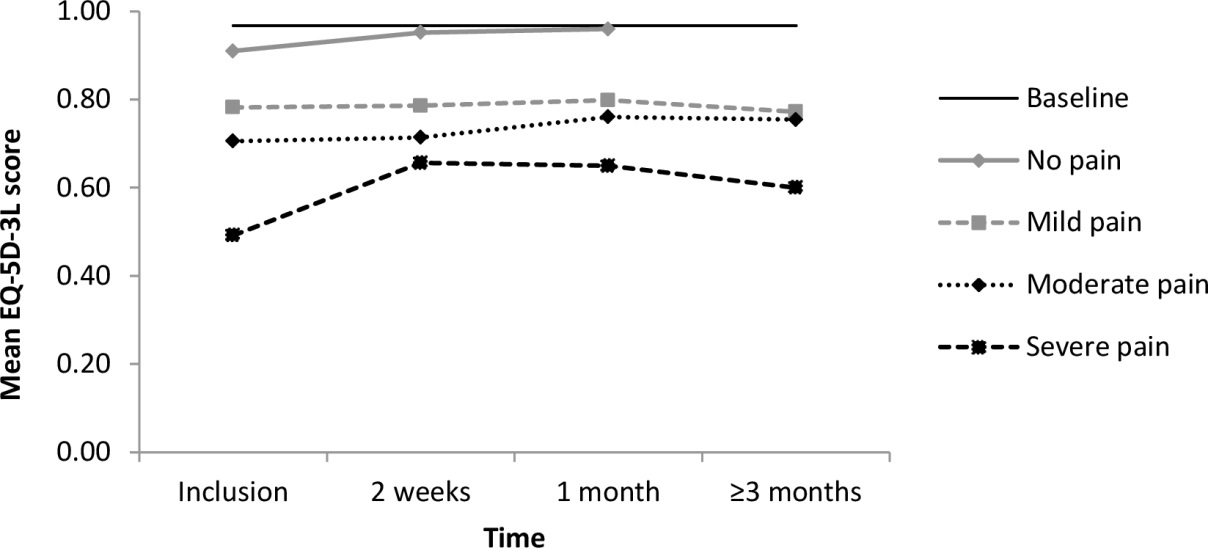 Mean EQ-5D-3L score
1.00
0.80
0.60
0.40
0.20
0.00
Inclusion
2 weeks
1 month
≥3 months
Time
Baseline
No pain
Mild pain
Moderate pain
Severe pain